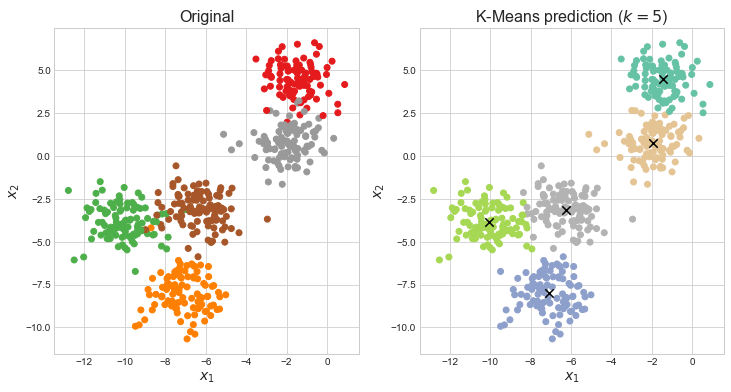 Original
5.0
2.5
0.0
−2.5
−5.0
−7.5
−10.0
x₂
−12 −10 −8 −6 −4 −2 0
x₁
K-Means prediction (k = 5)
5.0
2.5
0.0
−2.5
−5.0
−7.5
−10.0
x₂
−12 −10 −8 −6 −4 −2 0
x₁